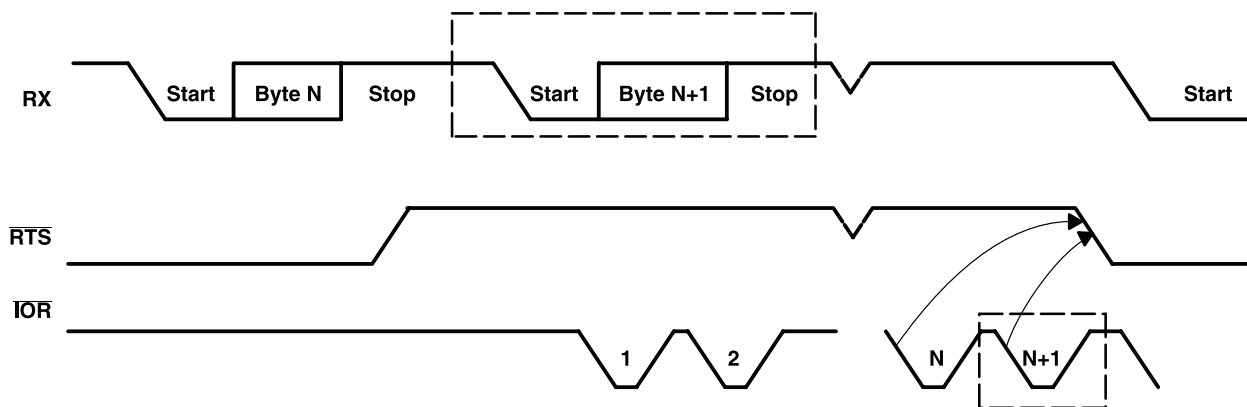 RX Start Byte N Stop Start Byte N+1 Stop Start
RTS
IOR
1 2 N N+1